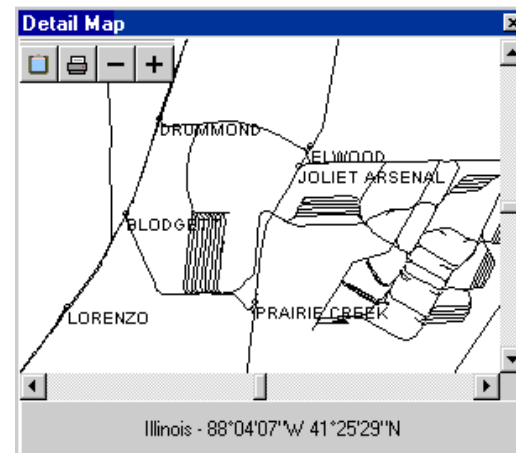 Detail Map
DRUMMOND
ELWOOD
JOLIET ARSENAL
BLODGETT
LORENZO
PRAIRIE CREEK
Illinois - 88°04'07"W 41°25'29"N